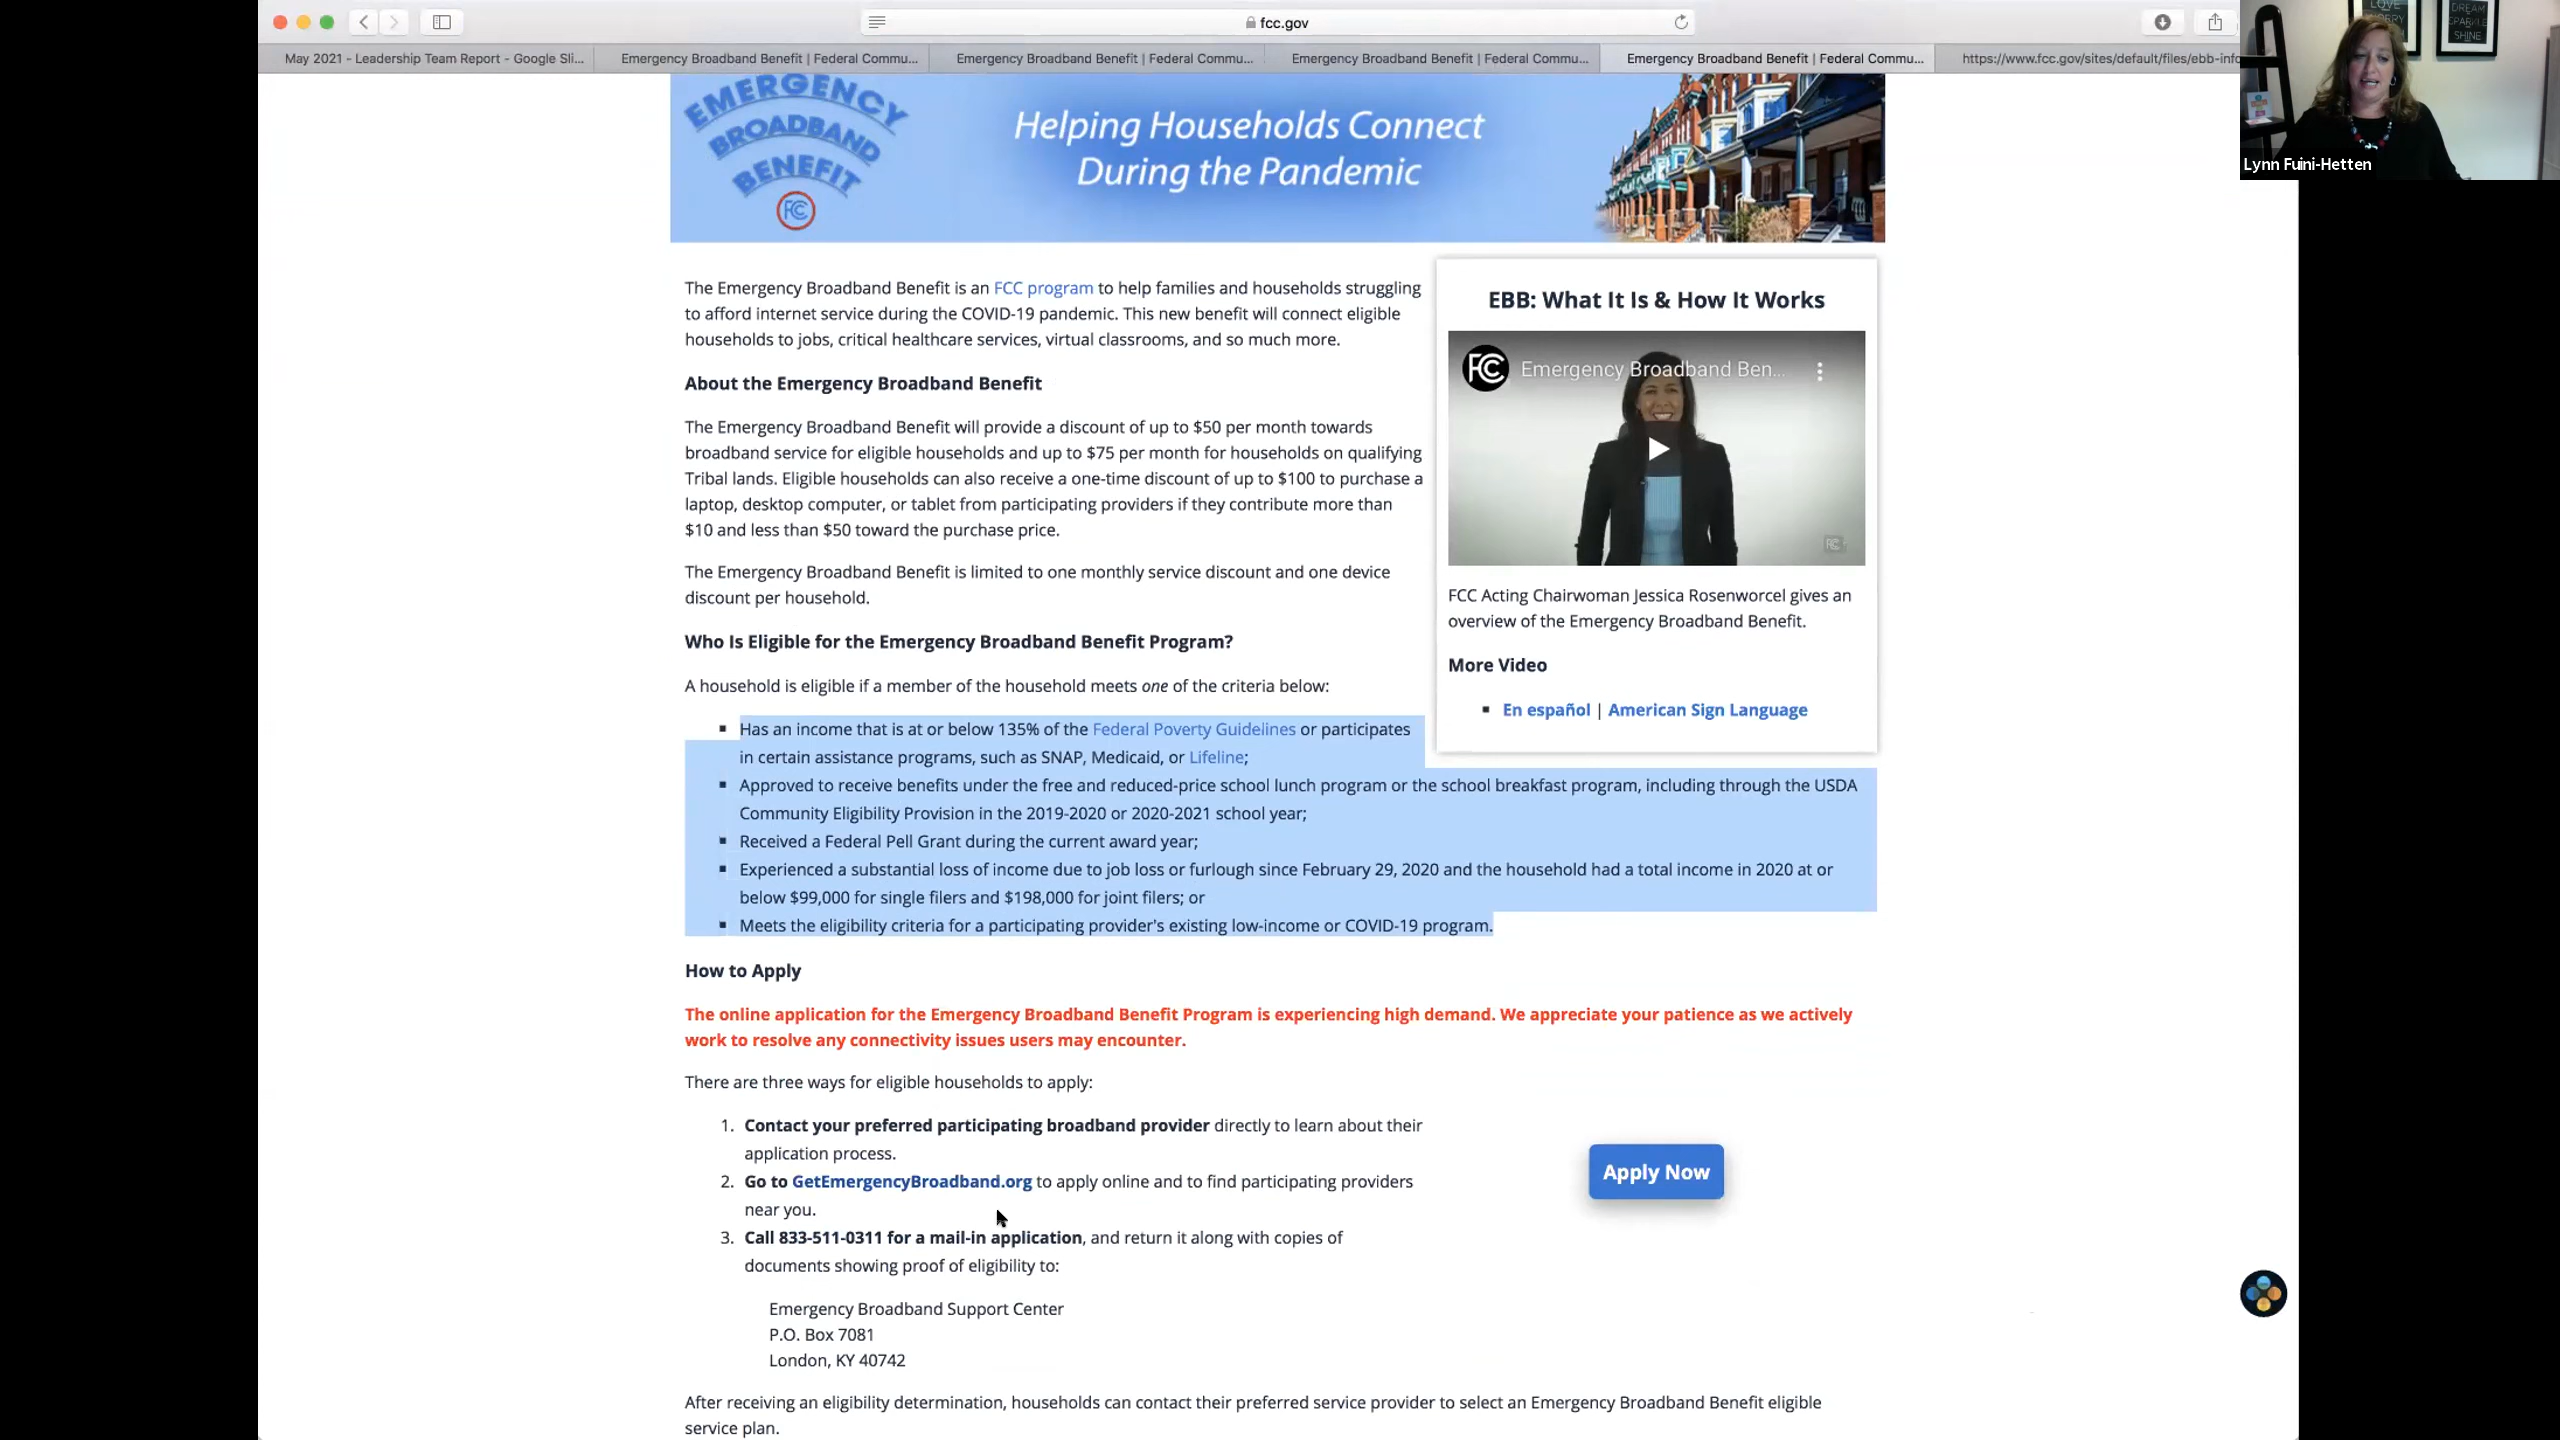 fcc.gov
May 2021 - Leadership Team Report - Google Sli...
Emergency Broadband Benefit | Federal Commu...
Emergency Broadband Benefit | Federal Commu...
Emergency Broadband Benefit | Federal Commu...
Emergency Broadband Benefit | Federal Commu...
https://www.fcc.gov/sites/default/files/ebb-info
LOVE
DREAM
SPARKLE
SHINE
Lynn Fuini-Hetten
EMERGENCY
BROADBAND
BENEFIT
FCC
Helping Households Connect
During the Pandemic
The Emergency Broadband Benefit is an FCC program to help families and households struggling
to afford internet service during the COVID-19 pandemic. This new benefit will connect eligible
households to jobs, critical healthcare services, virtual classrooms, and so much more.
About the Emergency Broadband Benefit
The Emergency Broadband Benefit will provide a discount of up to $50 per month towards
broadband service for eligible households and up to $75 per month for households on qualifying
Tribal lands. Eligible households can also receive a one-time discount of up to $100 to purchase a
laptop, desktop computer, or tablet from participating providers if they contribute more than
$10 and less than $50 toward the purchase price.
The Emergency Broadband Benefit is limited to one monthly service discount and one device
discount per household.
EBB: What It Is & How It Works
FCC
Emergency Broadband Ben...
FCC Acting Chairwoman Jessica Rosenworcel gives an
overview of the Emergency Broadband Benefit.
More Video
En español | American Sign Language
Who Is Eligible for the Emergency Broadband Benefit Program?
A household is eligible if a member of the household meets one of the criteria below:
▪ Has an income that is at or below 135% of the Federal Poverty Guidelines or participates
in certain assistance programs, such as SNAP, Medicaid, or Lifeline;
▪ Approved to receive benefits under the free and reduced-price school lunch program or the school breakfast program, including through the USDA
Community Eligibility Provision in the 2019-2020 or 2020-2021 school year;
▪ Received a Federal Pell Grant during the current award year;
▪ Experienced a substantial loss of income due to job loss or furlough since February 29, 2020 and the household had a total income in 2020 at or
below $99,000 for single filers and $198,000 for joint filers; or
▪ Meets the eligibility criteria for a participating provider's existing low-income or COVID-19 program.
How to Apply
The online application for the Emergency Broadband Benefit Program is experiencing high demand. We appreciate your patience as we actively
work to resolve any connectivity issues users may encounter.
There are three ways for eligible households to apply:
1. Contact your preferred participating broadband provider directly to learn about their
application process.
2. Go to GetEmergencyBroadband.org to apply online and to find participating providers
near you.
3. Call 833-511-0311 for a mail-in application, and return it along with copies of
documents showing proof of eligibility to:
Apply Now
Emergency Broadband Support Center
P.O. Box 7081
London, KY 40742
After receiving an eligibility determination, households can contact their preferred service provider to select an Emergency Broadband Benefit eligible
service plan.